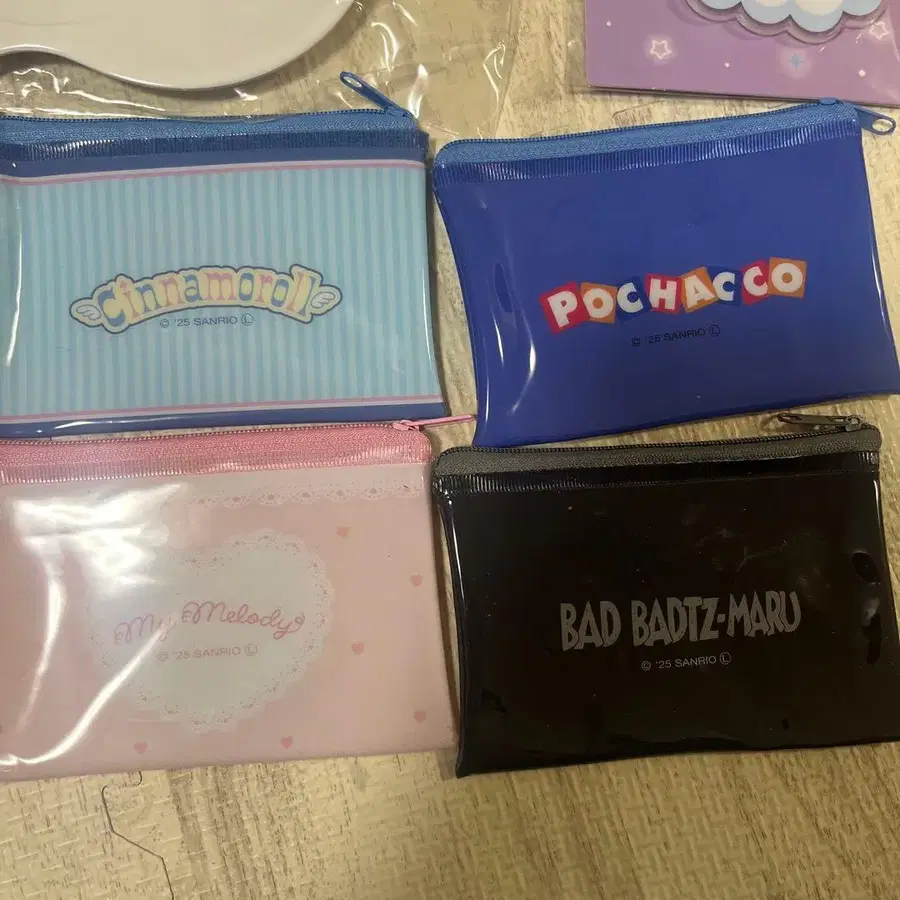 Cinnamoroll
© '25 SANRIO Ⓛ
POCHACCO
© '25 SANRIO Ⓛ
My Melody
© '25 SANRIO Ⓛ
BAD BADTZ-MARU
© '25 SANRIO Ⓛ